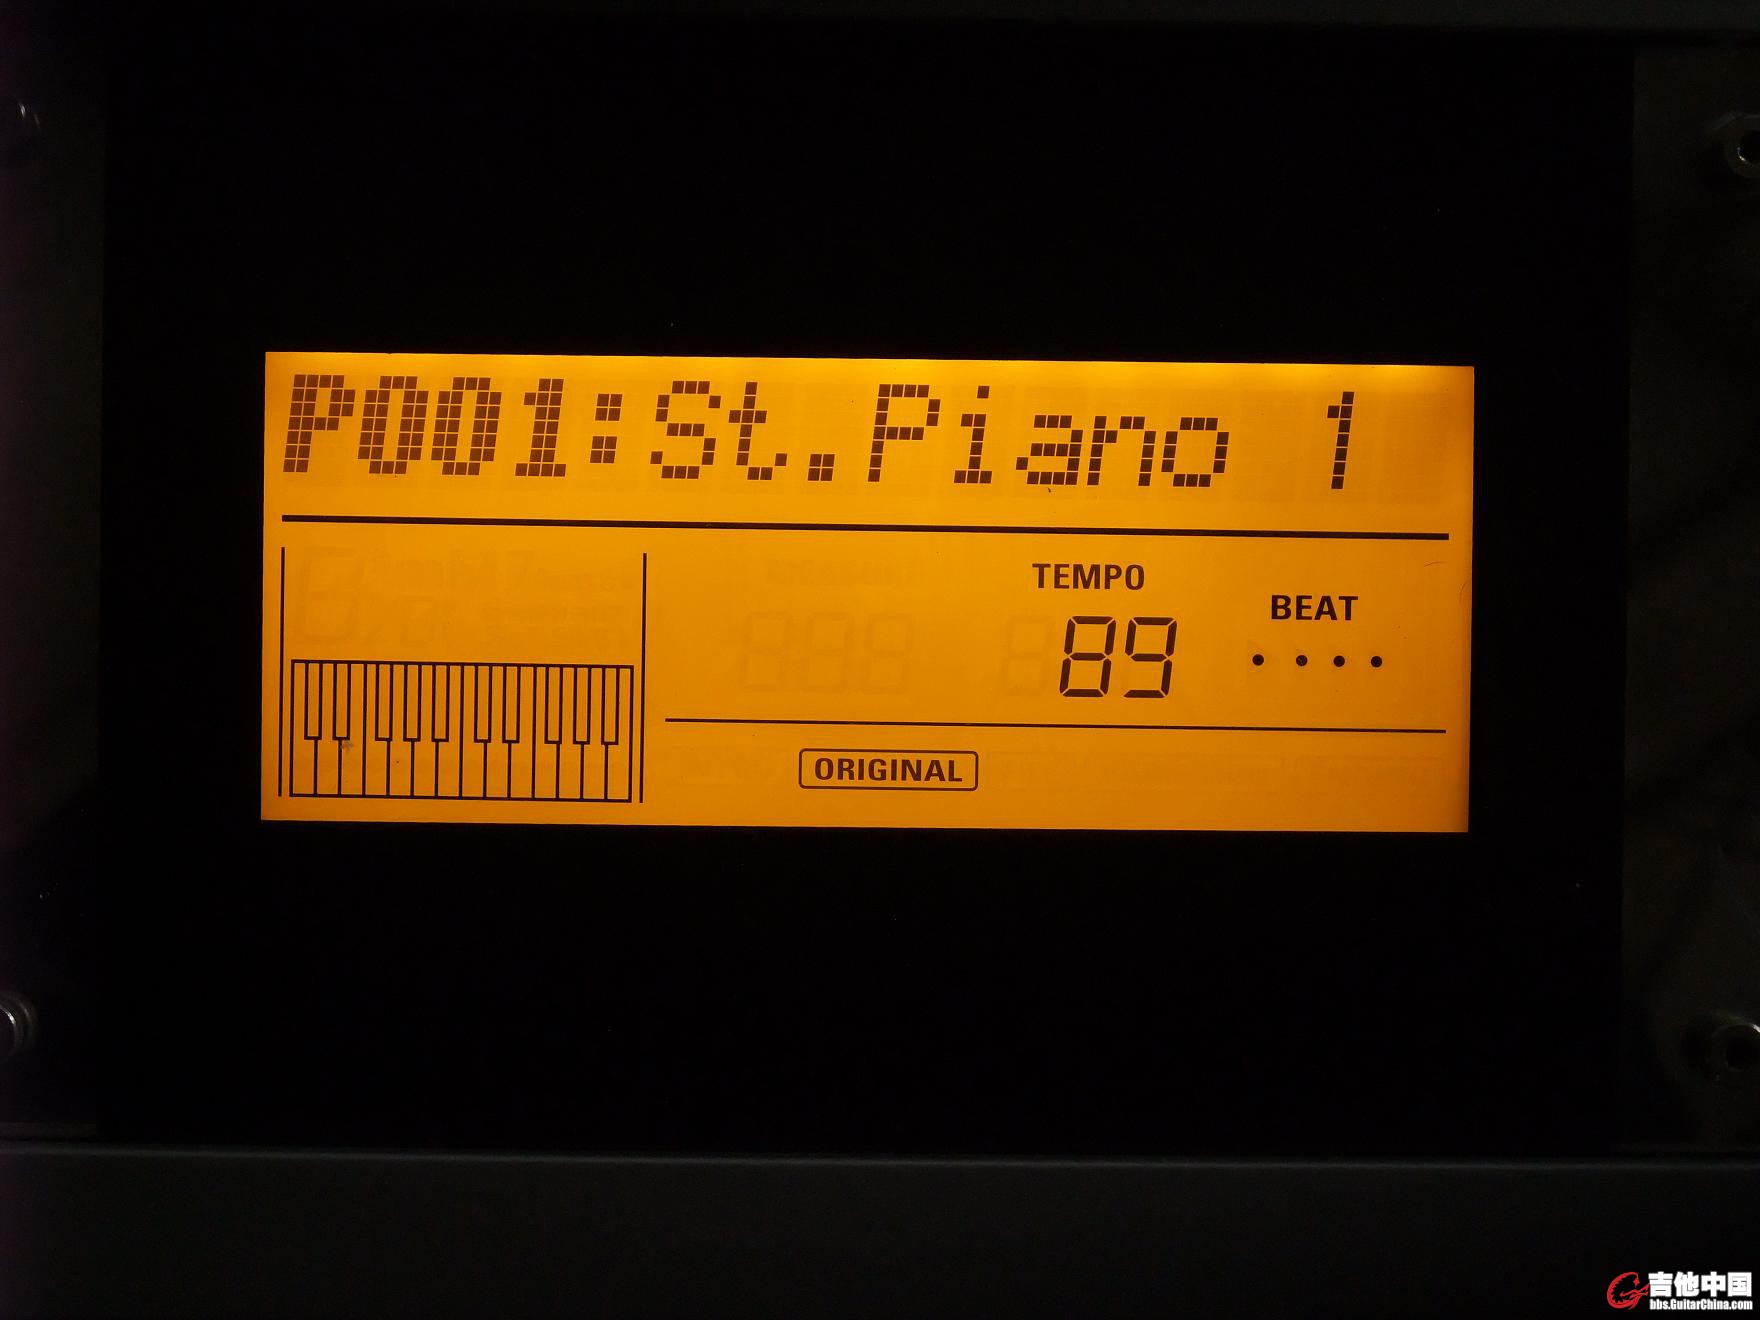 P001:St.Piano 1
TEMPO
BEAT
89
ORIGINAL
吉他中国
bbs.GuitarChina.com